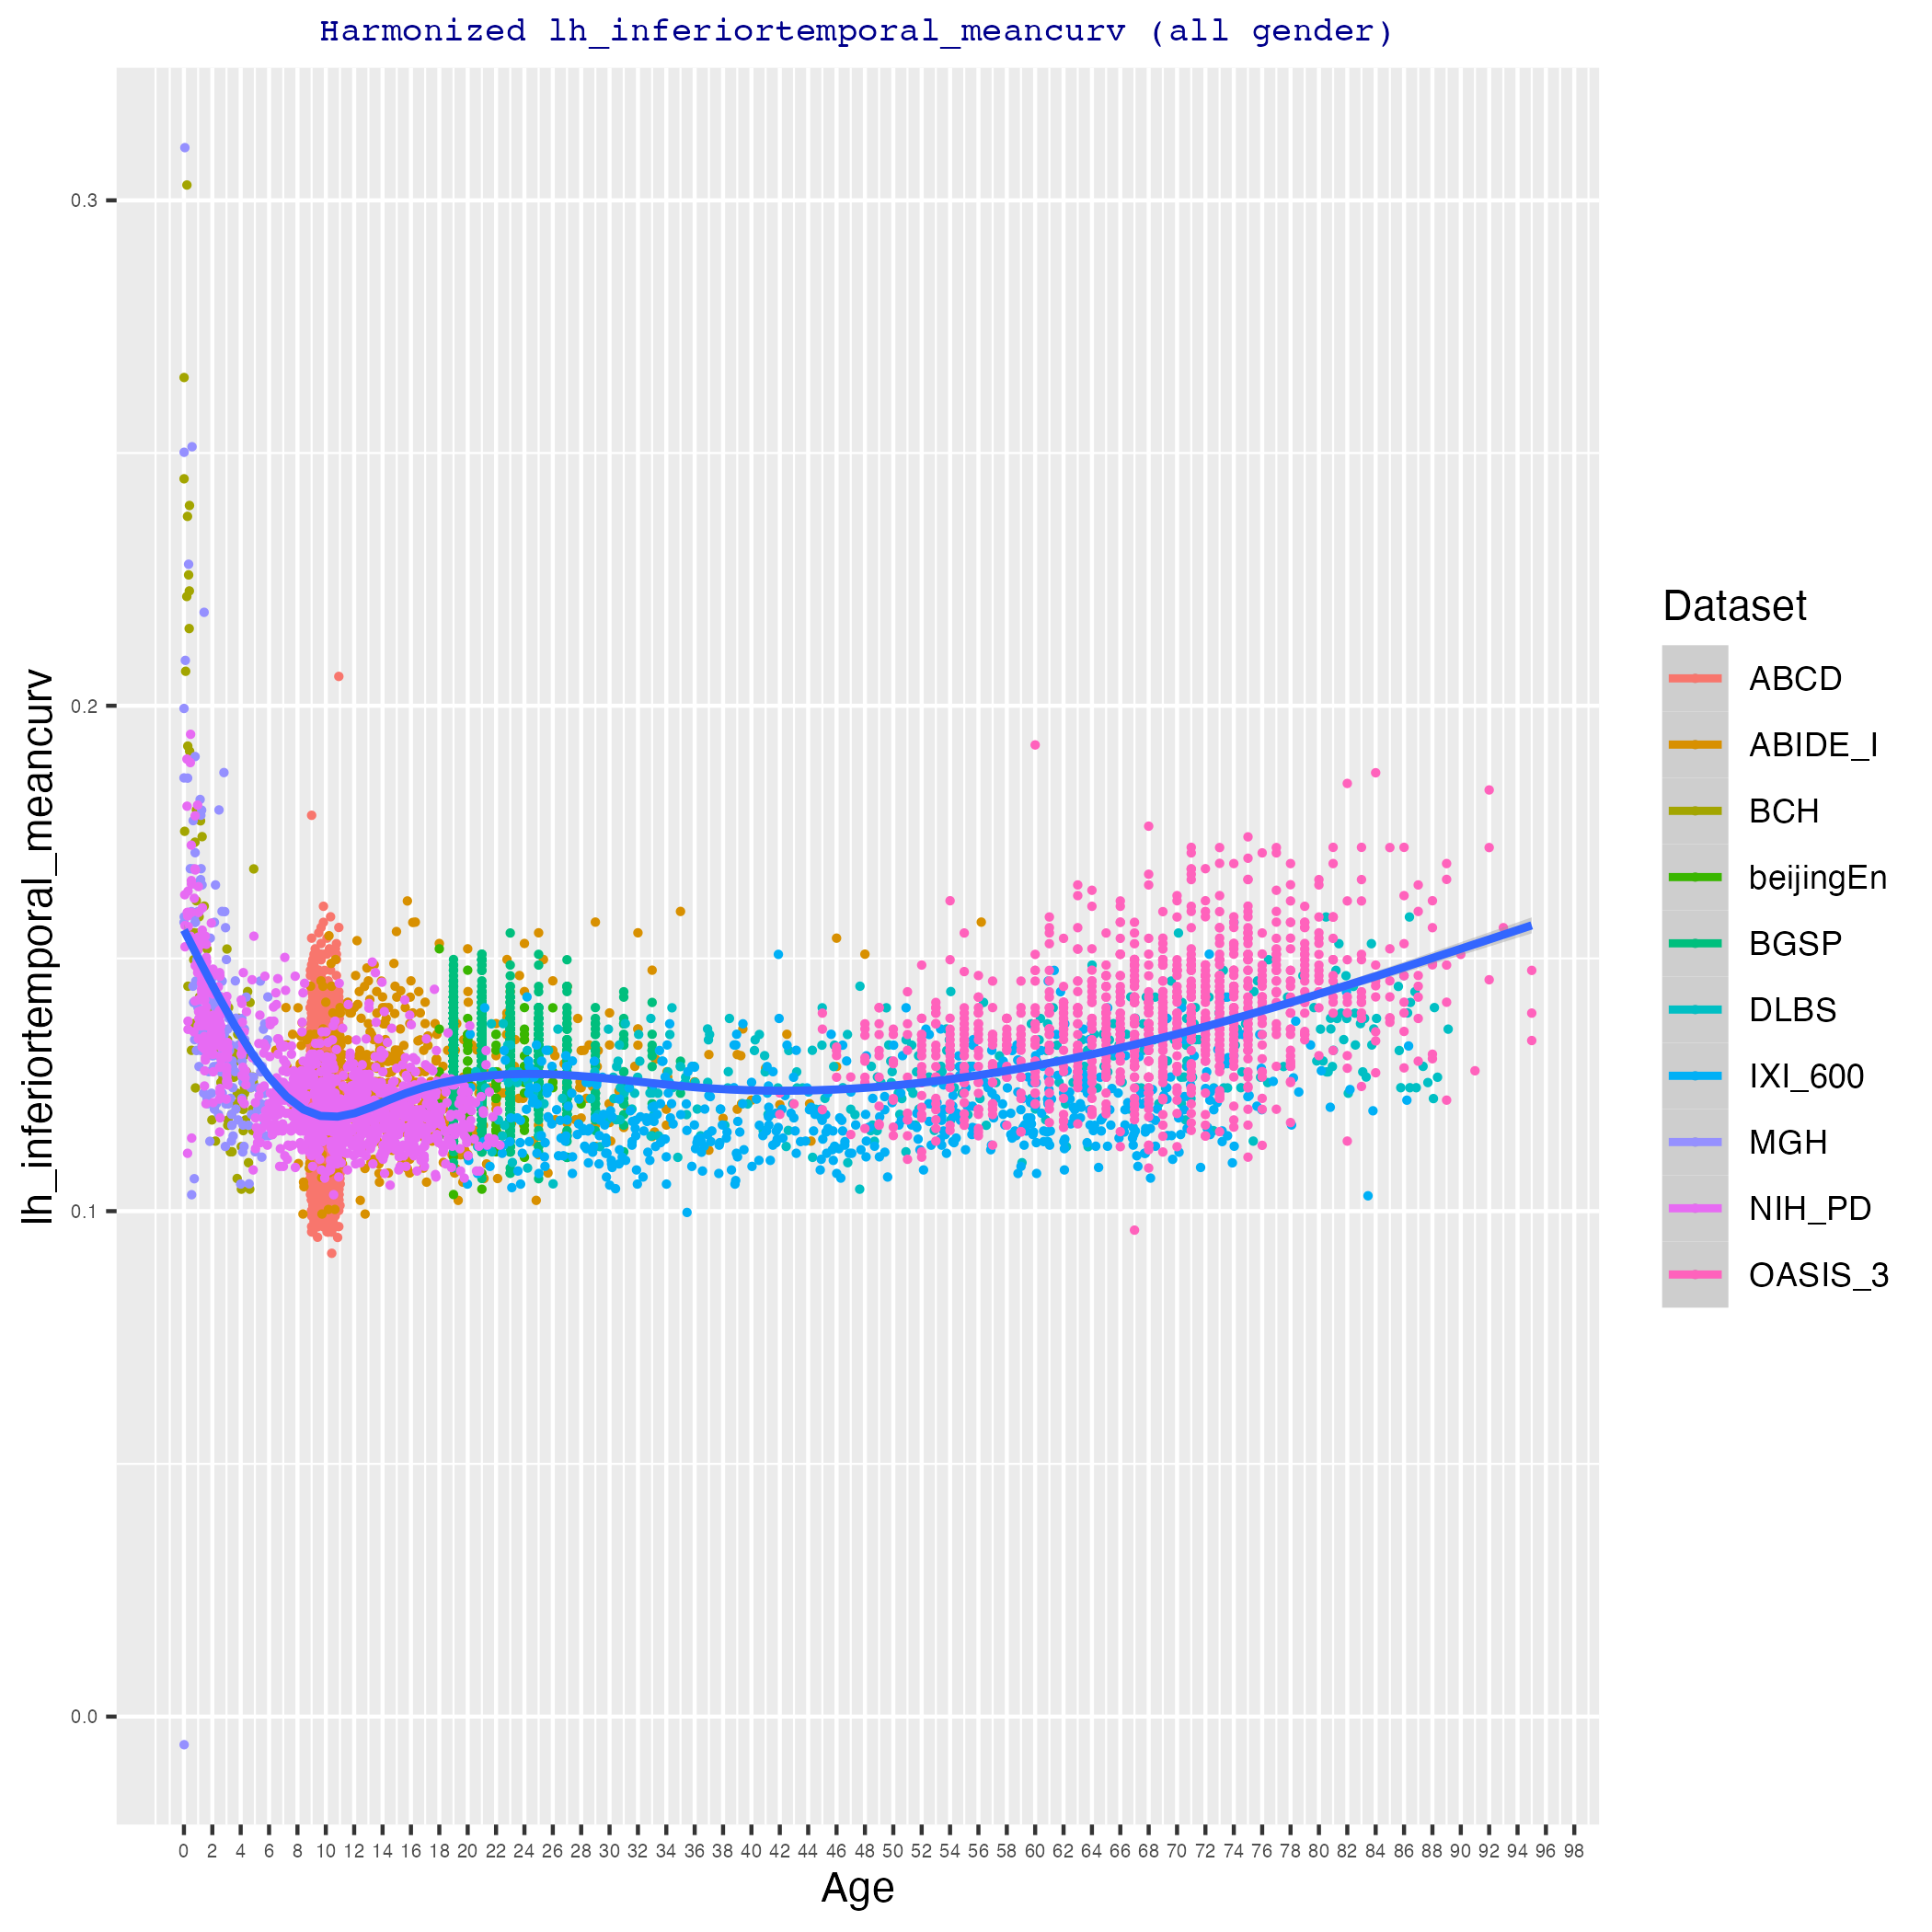 Harmonized lh_inferiortemporal_meancurv (all gender)
lh_inferiortemporal_meancurv
0.3
0.2
0.1
0.0
0 2 4 6 8 10 12 14 16 18 20 22 24 26 28 30 32 34 36 38 40 42 44 46 48 50 52 54 56 58 60 62 64 66 68 70 72 74 76 78 80 82 84 86 88 90 92 94 96 98
Age
Dataset
ABCD
ABIDE_I
BCH
beijingEn
BGSP
DLBS
IXI_600
MGH
NIH_PD
OASIS_3